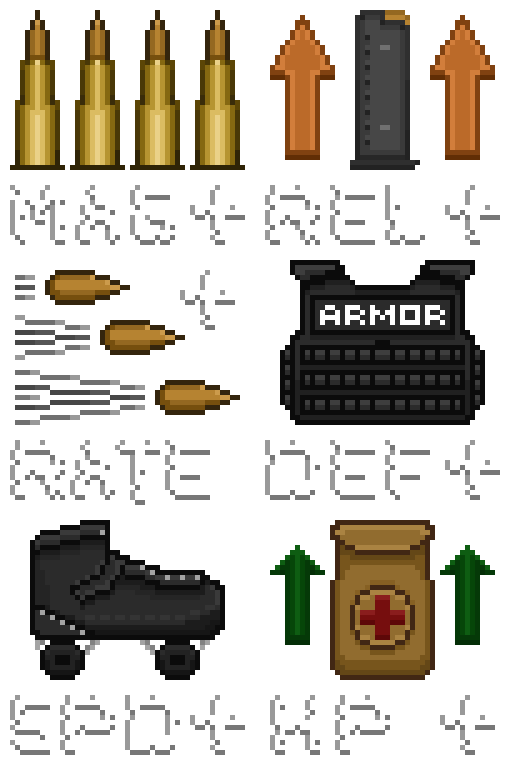 MAG+
REL+
+
ARMOR
RATE
DEF+
SPD+
HP +